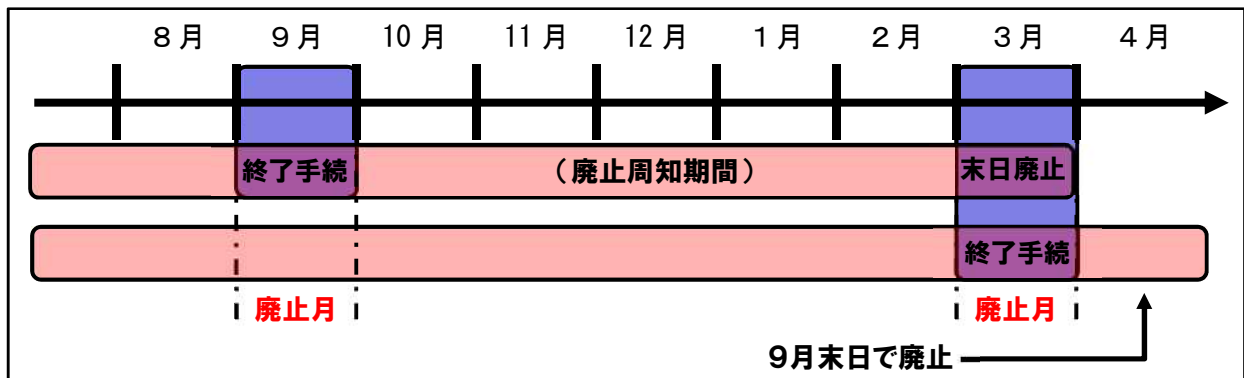 ８月 ９月 10月 11月 12月 １月 ２月 ３月 ４月
終了手続 （廃止周知期間） 末日廃止
終了手続
廃止月 廃止月
９月末日で廃止